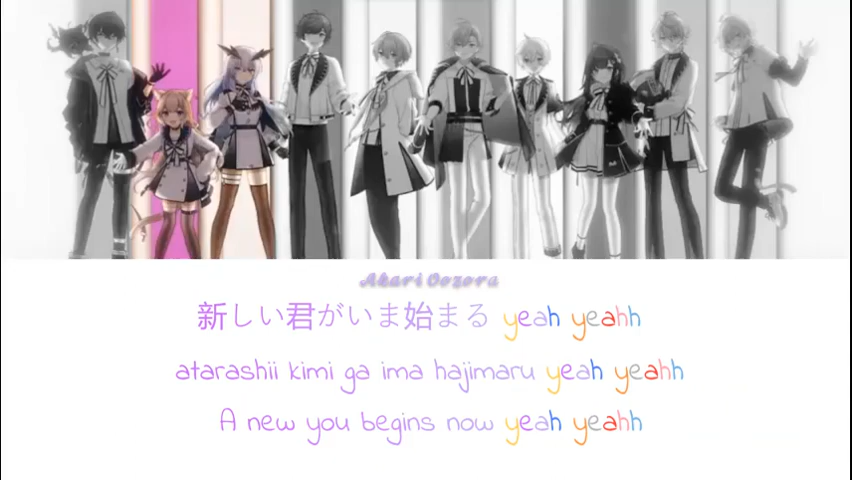 Akari Oozora
新しい君がいま始まる yeah yeahh
atarashii kimi ga ima hajimaru yeah yeahh
A new you begins now yeah yeahh